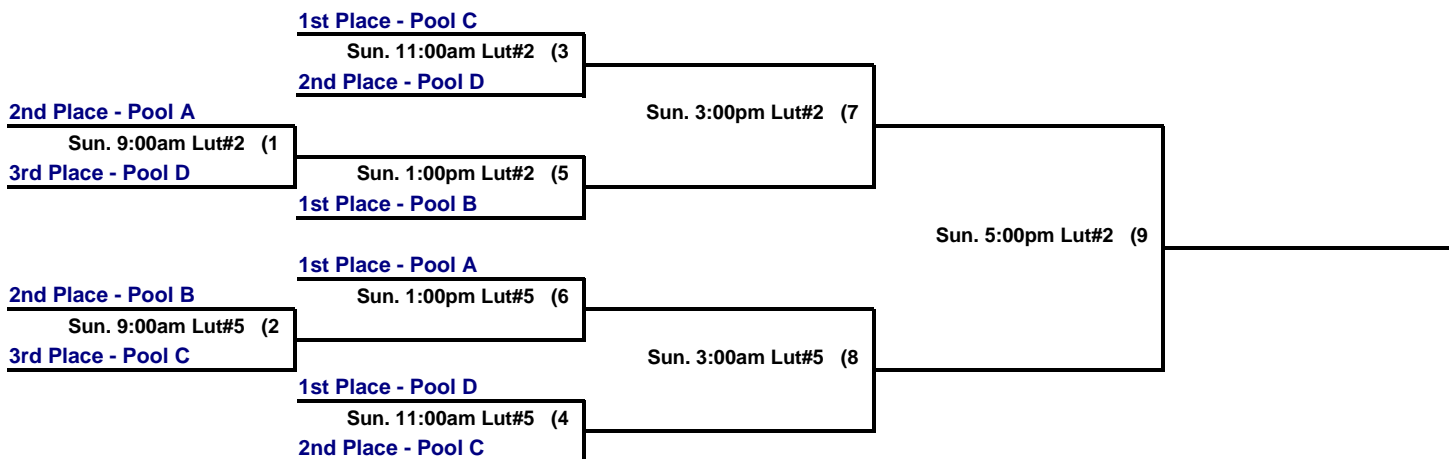 1st Place - Pool C
Sun. 11:00am Lut#2 (3
2nd Place - Pool D
2nd Place - Pool A
Sun. 3:00pm Lut#2 (7
Sun. 9:00am Lut#2 (1
3rd Place - Pool D
Sun. 1:00pm Lut#2 (5
1st Place - Pool B
Sun. 5:00pm Lut#2 (9
1st Place - Pool A
2nd Place - Pool B
Sun. 1:00pm Lut#5 (6
Sun. 9:00am Lut#5 (2
3rd Place - Pool C
Sun. 3:00am Lut#5 (8
1st Place - Pool D
Sun. 11:00am Lut#5 (4
2nd Place - Pool C